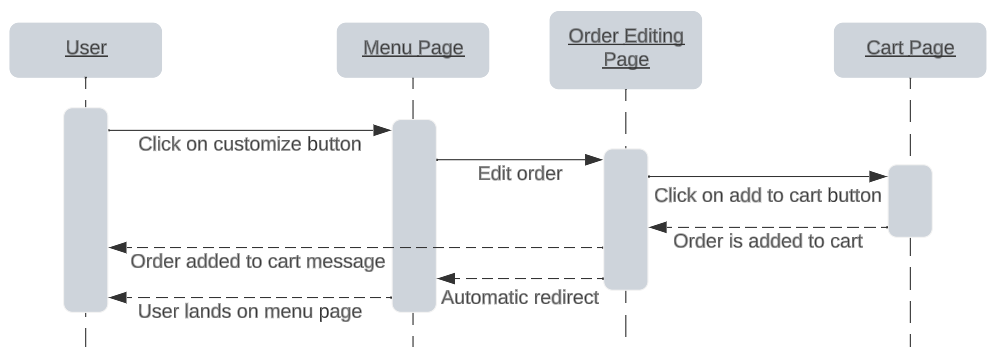 User
Menu Page
Order Editing
Page
Cart Page
Click on customize button
Edit order
Click on add to cart button
Order is added to cart
Order added to cart message
Automatic redirect
User lands on menu page